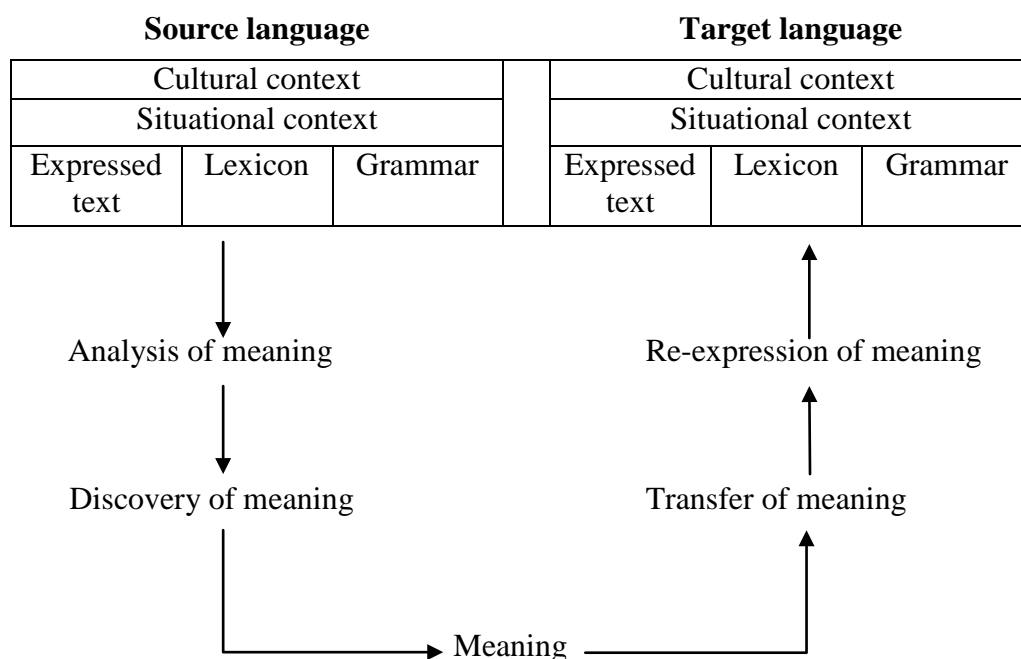 Source language Target language
Cultural context Cultural context
Situational context Situational context
Expressed text Lexicon Grammar Expressed text Lexicon Grammar
Analysis of meaning Re-expression of meaning
Discovery of meaning Transfer of meaning
Meaning